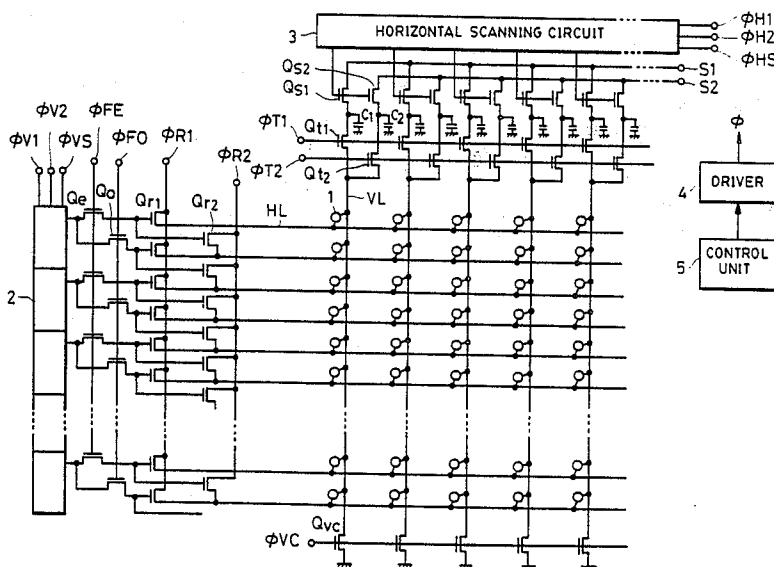 3
HORIZONTAL SCANNING CIRCUIT
ΦH1
ΦH2
ΦHS
S1
S2
QS2
QS1
C1
C2
ΦT1
Qt1
ΦT2
Qt2
ΦV1
ΦV2
ΦVS
ΦFE
ΦFO
ΦR1
ΦR2
Qe
Qo
Qr1
Qr2
HL
1
VL
2
Φ
4
DRIVER
5
CONTROL
UNIT
QVC
ΦVC